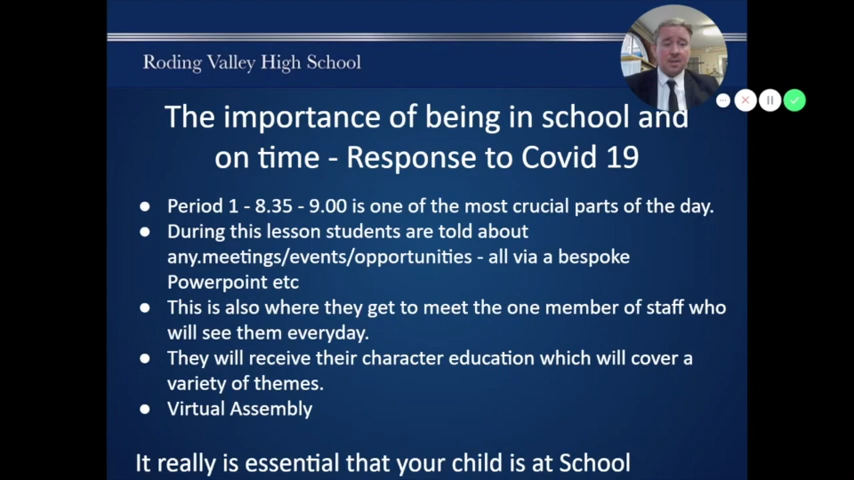 Roding Valley High School
The importance of being in school and
on time - Response to Covid 19
Period 1 - 8.35 - 9.00 is one of the most crucial parts of the day.
During this lesson students are told about
any.meetings/events/opportunities - all via a bespoke
Powerpoint etc
This is also where they get to meet the one member of staff who
will see them everyday.
They will receive their character education which will cover a
variety of themes.
Virtual Assembly
It really is essential that your child is at School